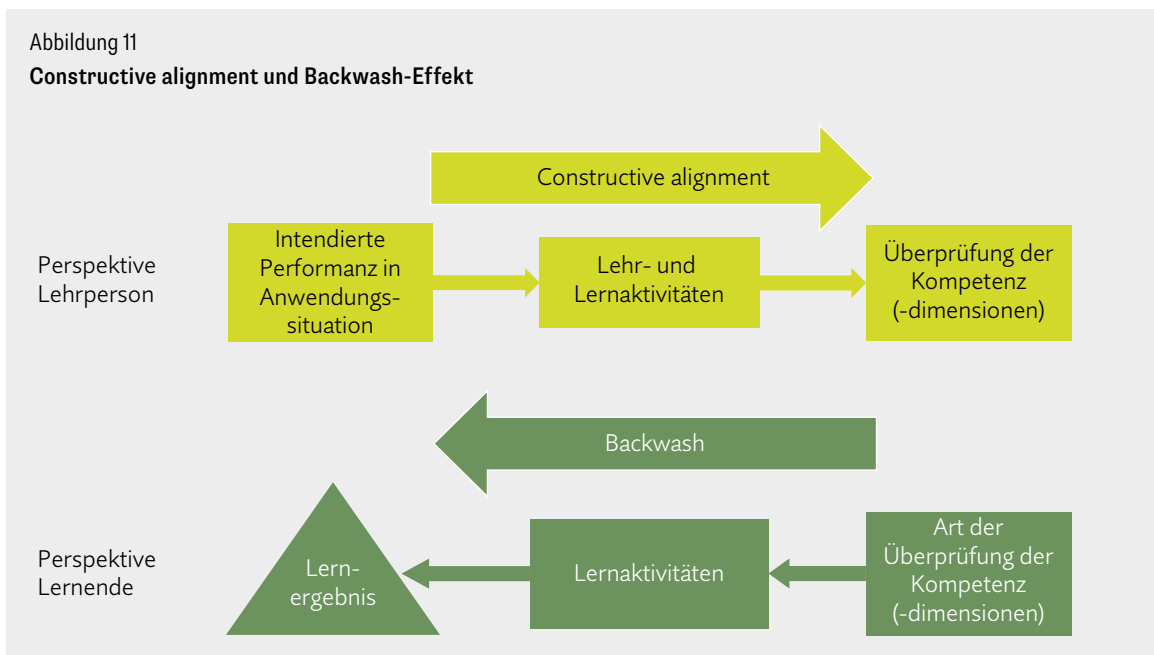 Abbildung 11
Constructive alignment und Backwash-Effekt
Constructive alignment
Perspektive
Lehrperson
Intendierte
Performanz in
Anwendungs-
situation
Lehr- und
Lernaktivitäten
Überprüfung der
Kompetenz
(-dimensionen)
Backwash
Perspektive
Lernende
Lern-
ergebnis
Lernaktivitäten
Art der
Überprüfung der
Kompetenz
(-dimensionen)